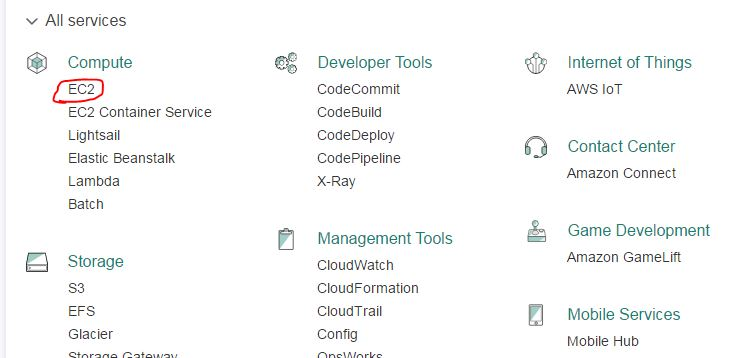 All services
Compute
EC2
EC2 Container Service
Lightsail
Elastic Beanstalk
Lambda
Batch
Storage
S3
EFS
Glacier
Storage Gateway
Developer Tools
CodeCommit
CodeBuild
CodeDeploy
CodePipeline
X-Ray
Management Tools
CloudWatch
CloudFormation
CloudTrail
Config
OpsWorks
Internet of Things
AWS IoT
Contact Center
Amazon Connect
Game Development
Amazon GameLift
Mobile Services
Mobile Hub